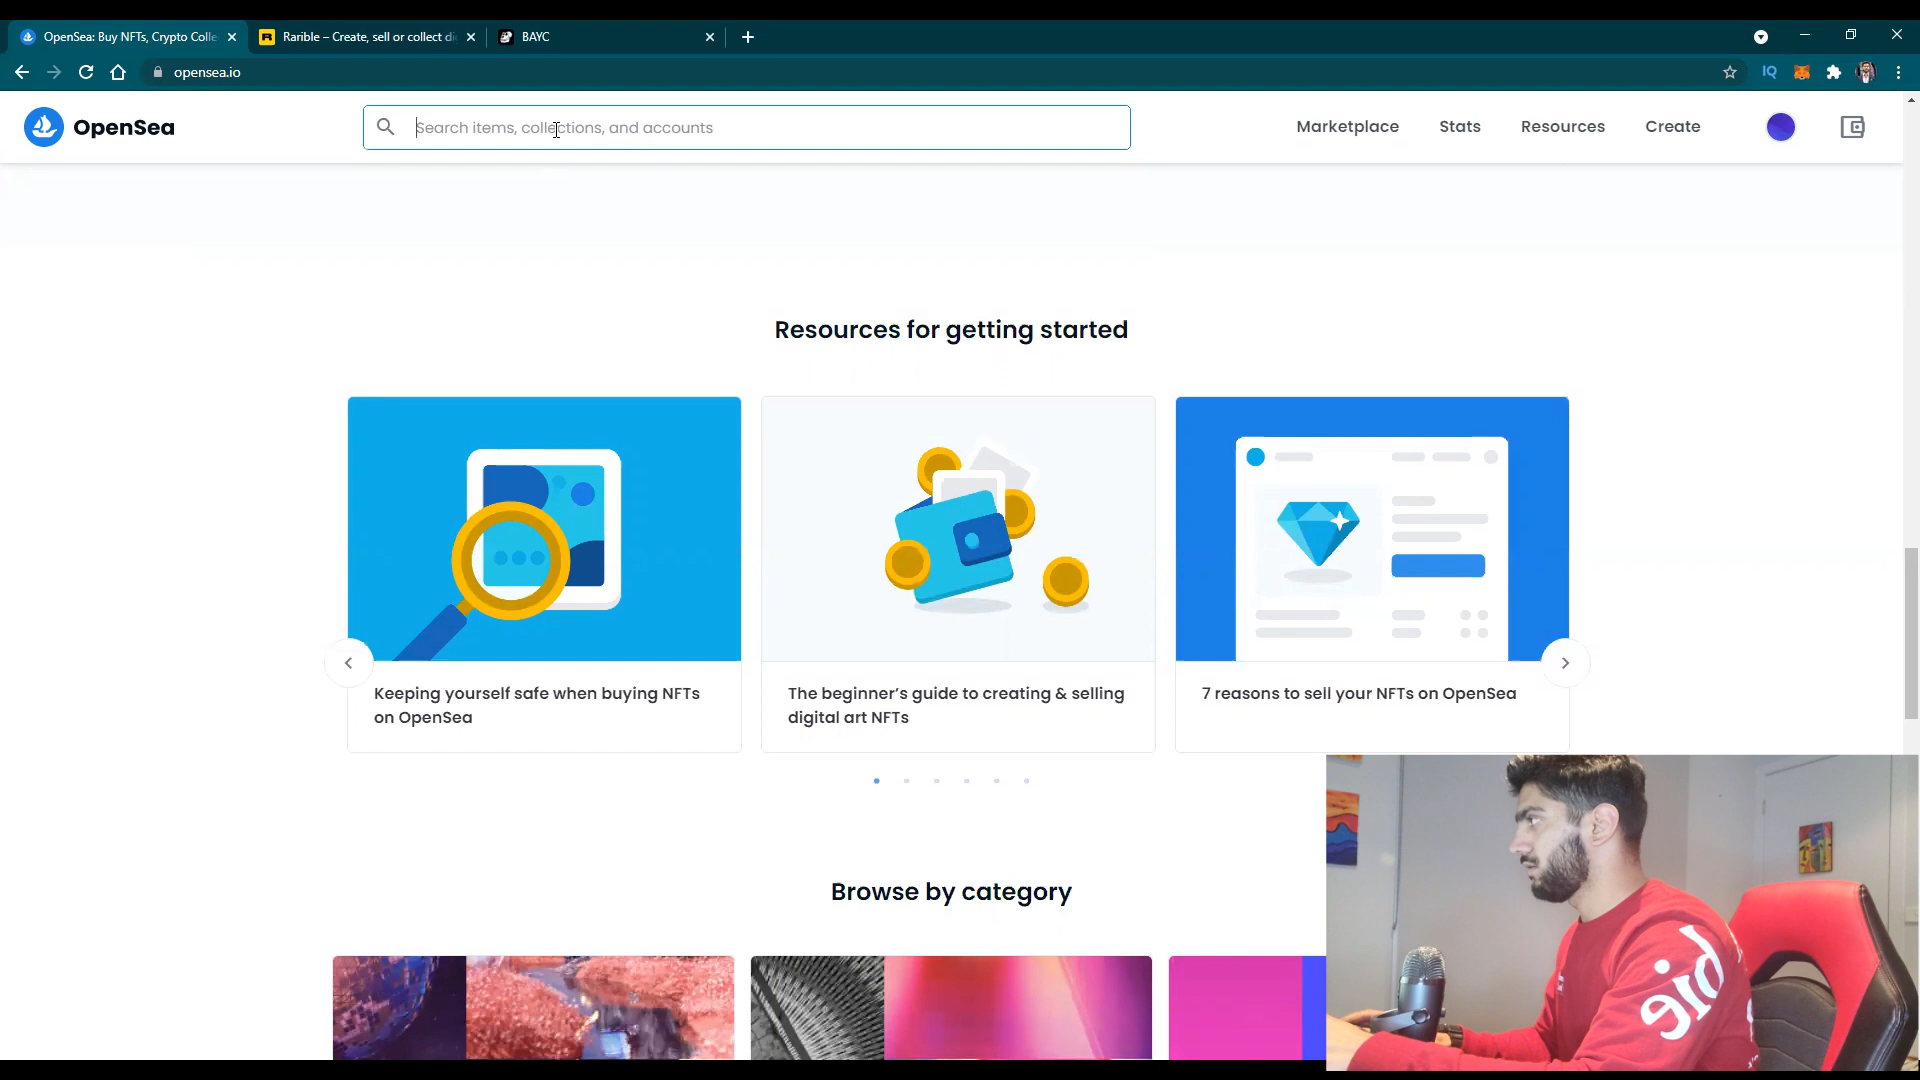 OpenSea: Buy NFTs, Crypto Colle
Rarible – Create, sell or collect di
BAYC
opensea.io
IQ
OpenSea
Search items, collections, and accounts
Marketplace
Stats
Resources
Create
Resources for getting started
Keeping yourself safe when buying NFTs
on OpenSea
The beginner's guide to creating & selling
digital art NFTs
7 reasons to sell your NFTs on OpenSea
Browse by category